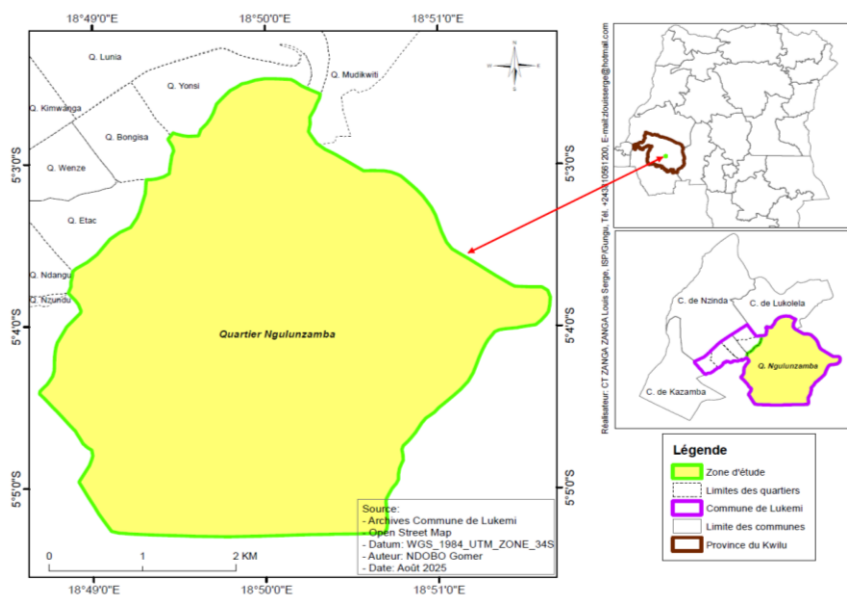 18°49'0"E
18°50'0"E
18°51'0"E
Q. Lunia
Q. Yonsi
Q. Mudikwiti
Q. Kimwanga
Q. Bongisa
Q. Wenze
Q. Etac
Q. Ndangu
Q. Nzundu
Quartier Ngulunzamba
5°3'0"S
5°4'0"S
5°5'0"S
5°3'0"S
5°4'0"S
5°5'0"S
N
Source:
- Archives Commune de Lukemi
- Open Street Map
- Datum: WGS_1984_UTM_ZONE_34S
- Auteur: NDOBO Gomer
- Date: Août 2025
0 1 2 KM
18°49'0"E
18°50'0"E
18°51'0"E
Réalisateur: CT ZANGA ZANGA Louis Serge, ISP/Gungu, Tél.
C. de Nzinda
C. de Lukolela
Q. Ngulunzamba
C. de Kazamba
Légende
Zone d'étude
Limites des quartiers
Commune de Lukemi
Limite des communes
Province du Kwilu